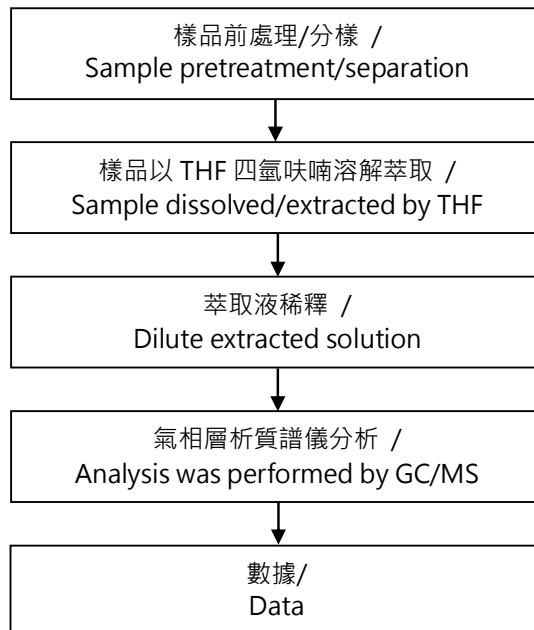 樣品前處理/分樣 /
Sample pretreatment/separation
樣品以 THF 四氫呋喃溶解萃取 /
Sample dissolved/extracted by THF
萃取液稀釋 /
Dilute extracted solution
氣相層析質譜儀分析 /
Analysis was performed by GC/MS
數據/
Data